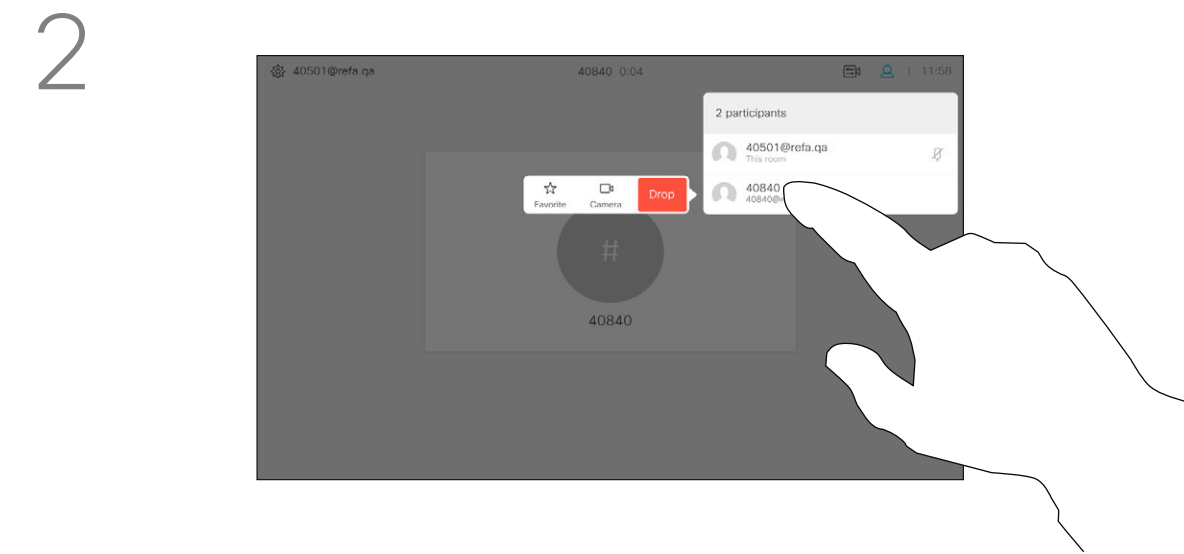 2
40501@refa.qa 40840 0:04 | 11:58
2 participants
40501@refa.qa
This room
40840
Favorite Camera Drop
#
40840